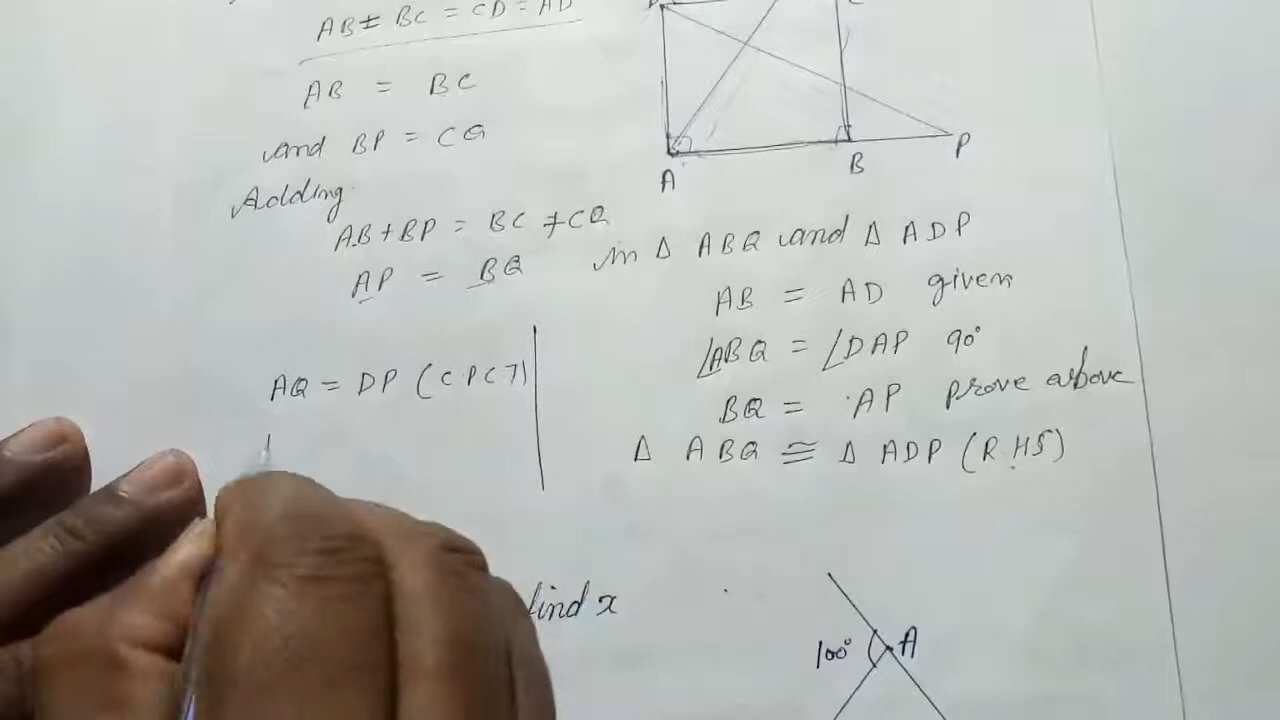 AB = BC = CD = AD
AB = BC
and BP = CQ
Adding
AB + BP = BC + CQ
AP = BQ
AQ = DP (CPCT)
A
B
P
in Δ ABQ and Δ ADP
AB = AD given
∠ABQ = ∠DAP 90°
BQ = AP prove above
Δ ABQ ≅ Δ ADP (RHS)
find x
100°
A